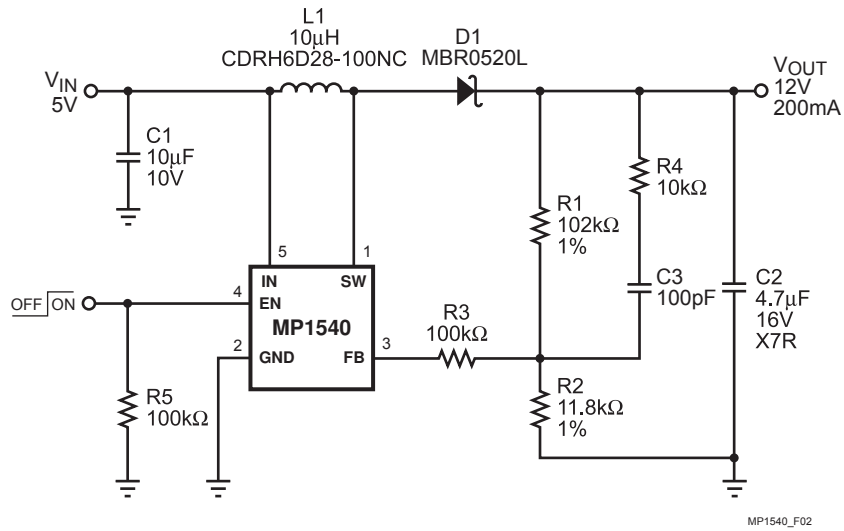 L1
10μH
CDRH6D28-100NC
D1
MBR0520L
VIN
5V
VOUT
12V
200mA
C1
10μF
10V
R4
10kΩ
R1
102kΩ
1%
5
1
IN
SW
C3
100pF
C2
4.7μF
16V
X7R
OFF ON
4
EN
MP1540
R3
100kΩ
2
GND
FB
3
R5
100kΩ
R2
11.8kΩ
1%
MP1540_F02